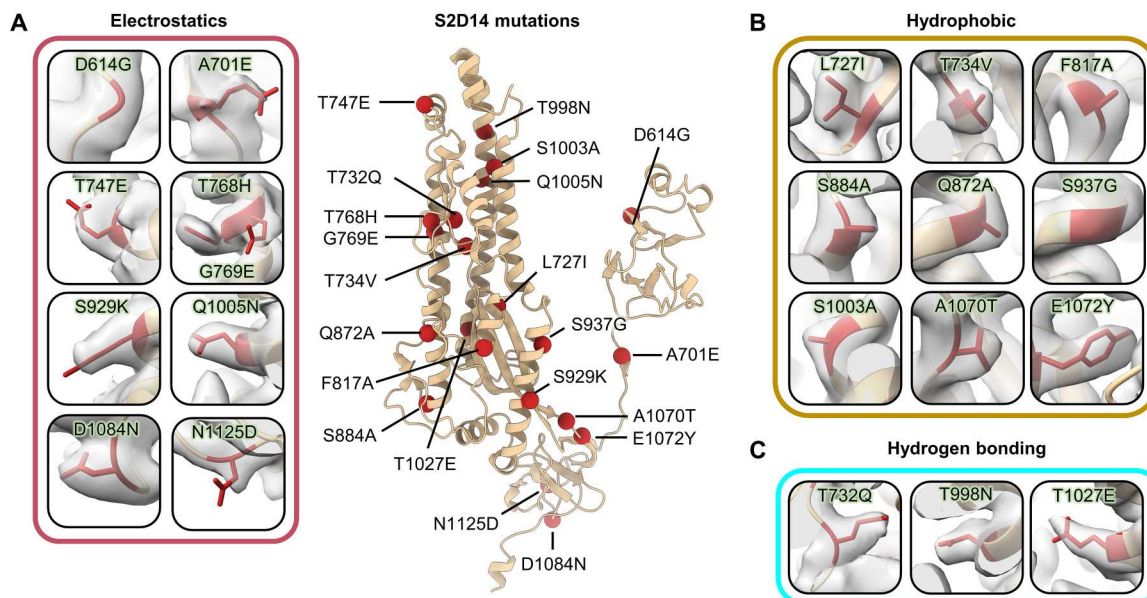 A
Electrostatics
D614G
A701E
T747E
T768H
G769E
S929K
Q1005N
D1084N
N1125D
S2D14 mutations
T747E
T998N
S1003A
D614G
T732Q
Q1005N
T768H
G769E
T734V
L727I
Q872A
S937G
A701E
F817A
S929K
S884A
A1070T
E1072Y
T1027E
N1125D
D1084N
B
Hydrophobic
L727I
T734V
F817A
S884A
Q872A
S937G
S1003A
A1070T
E1072Y
C
Hydrogen bonding
T732Q
T998N
T1027E